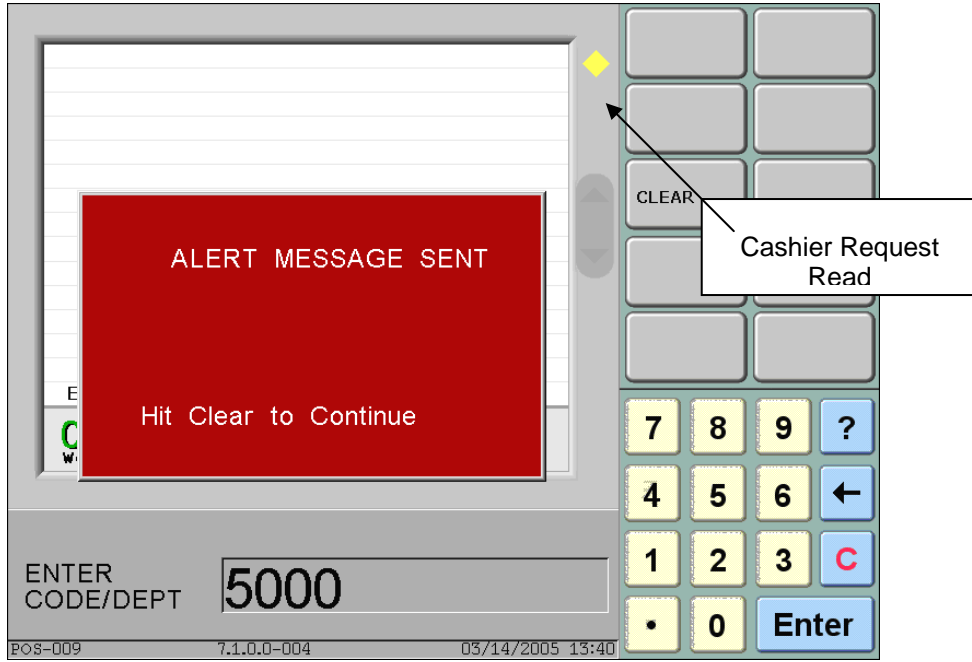 ALERT MESSAGE SENT
Hit Clear to Continue
E
CLEAR
Cashier Request
Read
7 8 9 ?
4 5 6 ←
1 2 3 C
. 0 Enter
ENTER
CODE/DEPT
5000
POS-009 7.1.0.0-004 03/14/2005 13:40